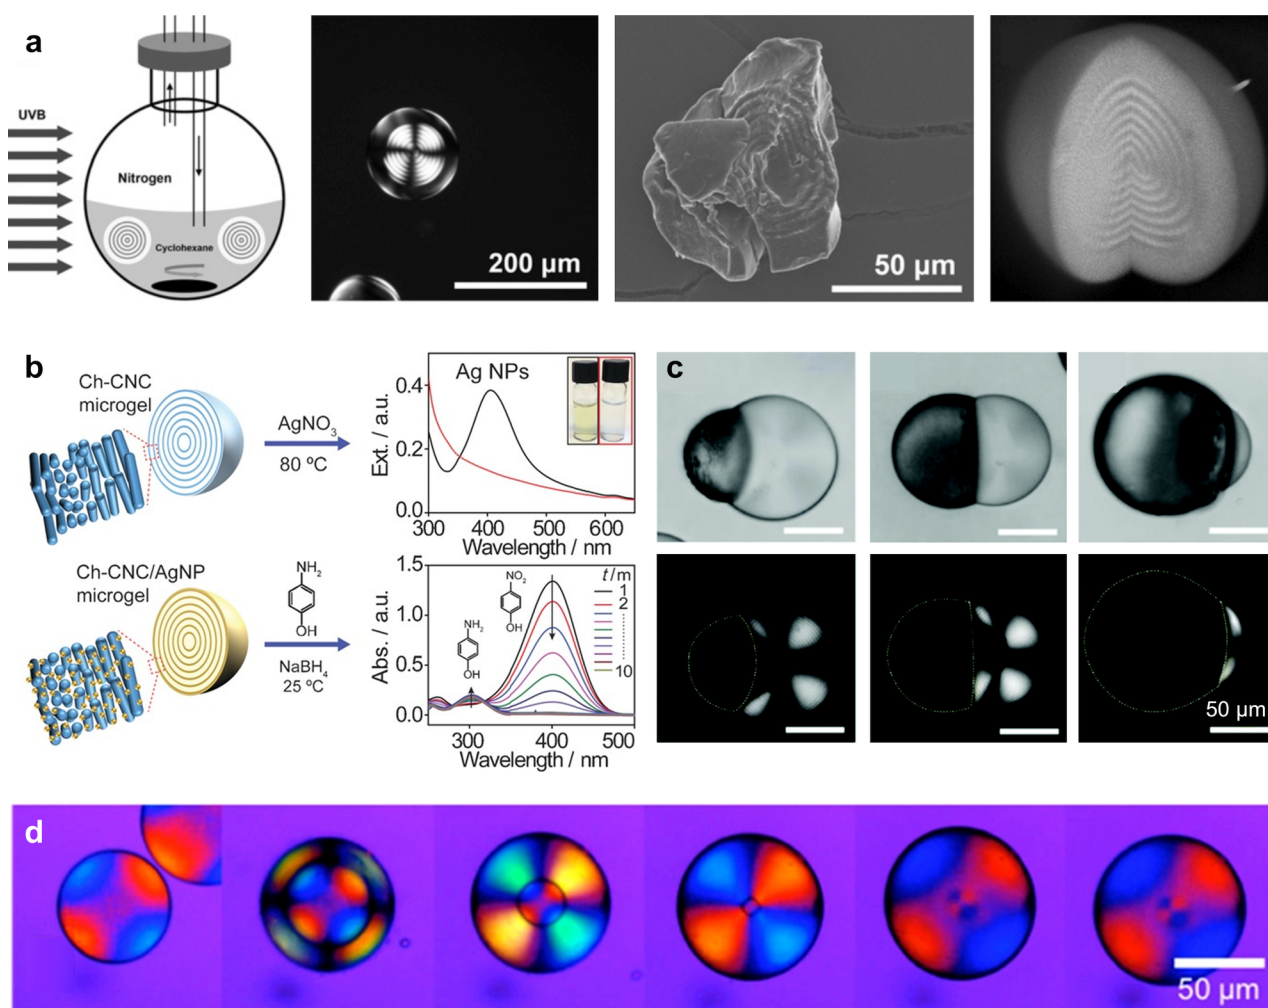 a
UVB
Nitrogen
Cyclohexane
200 µm
50 µm
b
Ch-CNC
microgel
AgNO3
80 ºC
Ext. / a.u.
0.4
0.2
0.0
Ag NPs
300 400 500 600
Wavelength / nm
Ch-CNC/AgNP
microgel
NH2
OH
NaBH4
25 ºC
Abs. / a.u.
1.5
1.0
0.5
0.0
NH2
OH
NO2
OH
t / m
1
2
10
300 400 500
Wavelength / nm
c
50 µm
d
50 µm